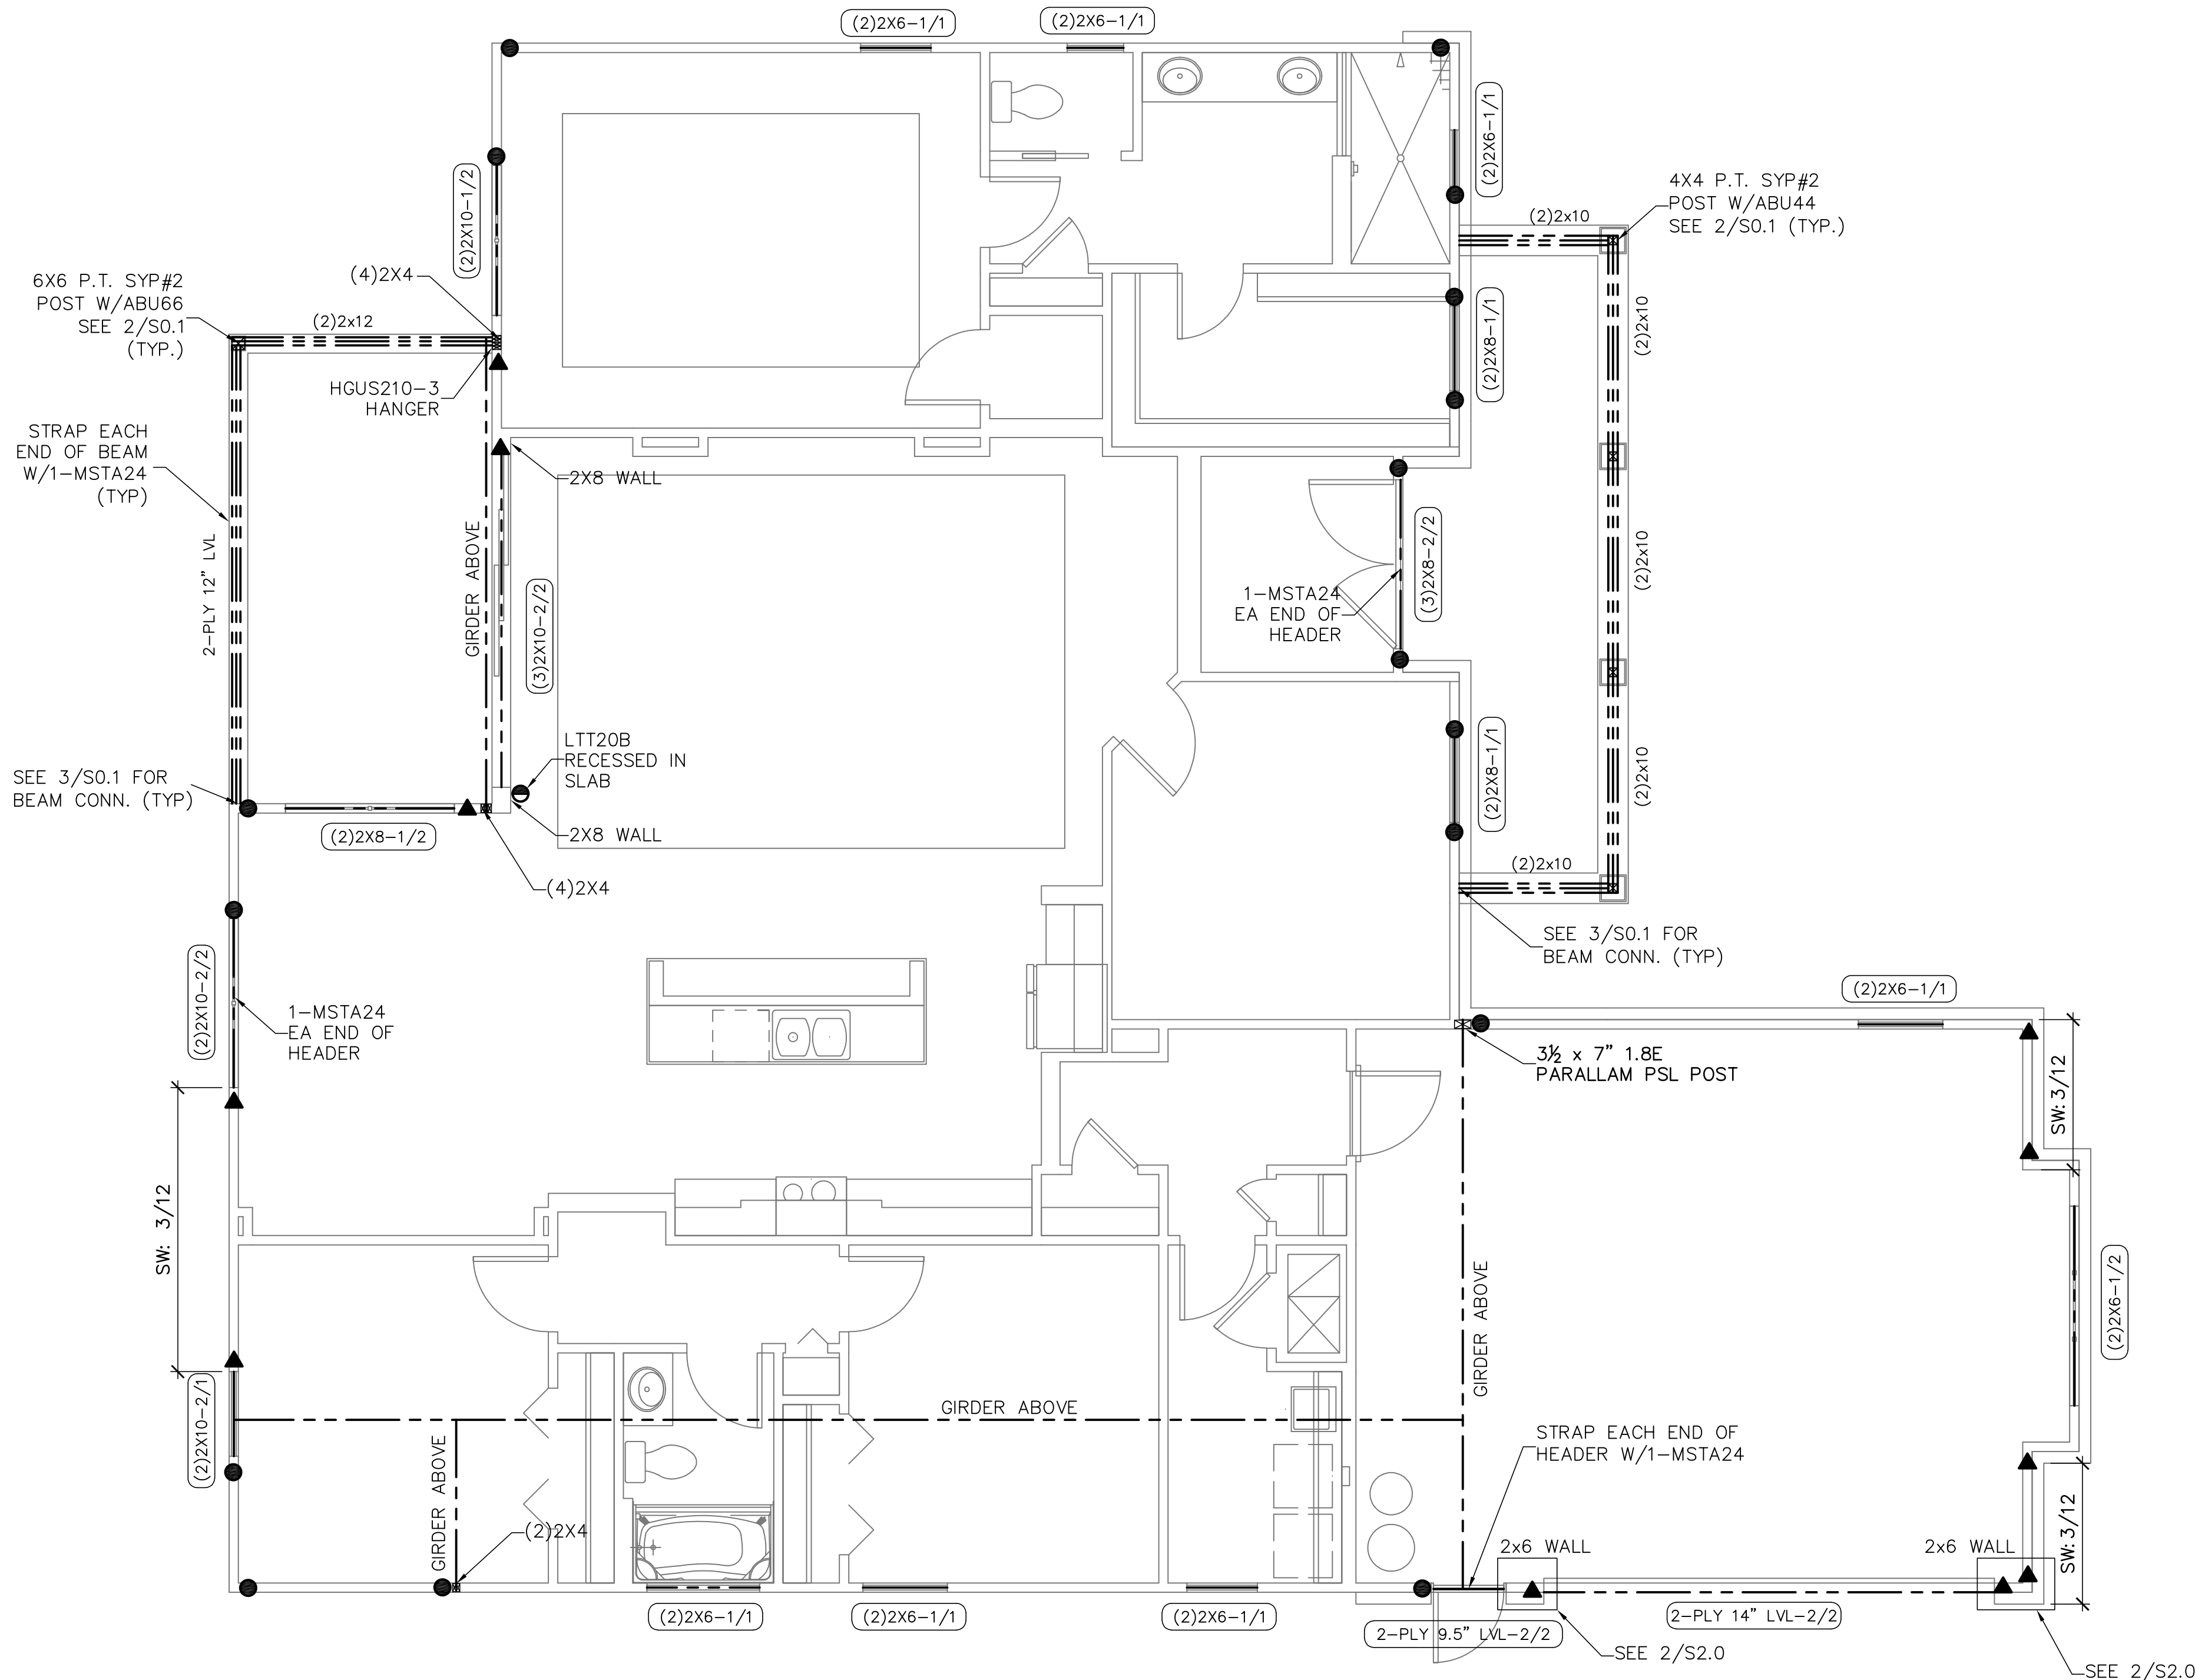 (2)2X6-1/1
(2)2X6-1/1
(2)2X6-1/1
(2)2X10-1/2
4X4 P.T. SYP#2
POST W/ABU44
SEE 2/S0.1 (TYP.)
(2)2x10
(4)2X4
6X6 P.T. SYP#2
POST W/ABU66
SEE 2/S0.1
(TYP.)
(2)2x12
(2)2X8-1/1
(2)2x10
HGUS210-3
HANGER
STRAP EACH
END OF BEAM
W/1-MSTA24
(TYP)
2X8 WALL
2-PLY 12" LVL
GIRDER ABOVE
(3)2X10-2/2
1-MSTA24
EA END OF
HEADER
(3)2X8-2/2
(2)2x10
LTT20B
RECESSED IN
SLAB
SEE 3/S0.1 FOR
BEAM CONN. (TYP)
(2)2X8-1/2
2X8 WALL
(4)2X4
(2)2X8-1/1
(2)2x10
(2)2x10
SEE 3/S0.1 FOR
BEAM CONN. (TYP)
(2)2X10-2/2
1-MSTA24
EA END OF
HEADER
(2)2X6-1/1
3½ x 7" 1.8E
PARALLAM PSL POST
SW: 3/12
SW: 3/12
GIRDER ABOVE
(2)2X6-1/2
(2)2X10-2/1
GIRDER ABOVE
GIRDER ABOVE
(2)2X4
STRAP EACH END OF
HEADER W/1-MSTA24
2x6 WALL
2x6 WALL
SW: 3/12
(2)2X6-1/1
(2)2X6-1/1
(2)2X6-1/1
2-PLY 9.5" LVL-2/2
2-PLY 14" LVL-2/2
SEE 2/S2.0
SEE 2/S2.0